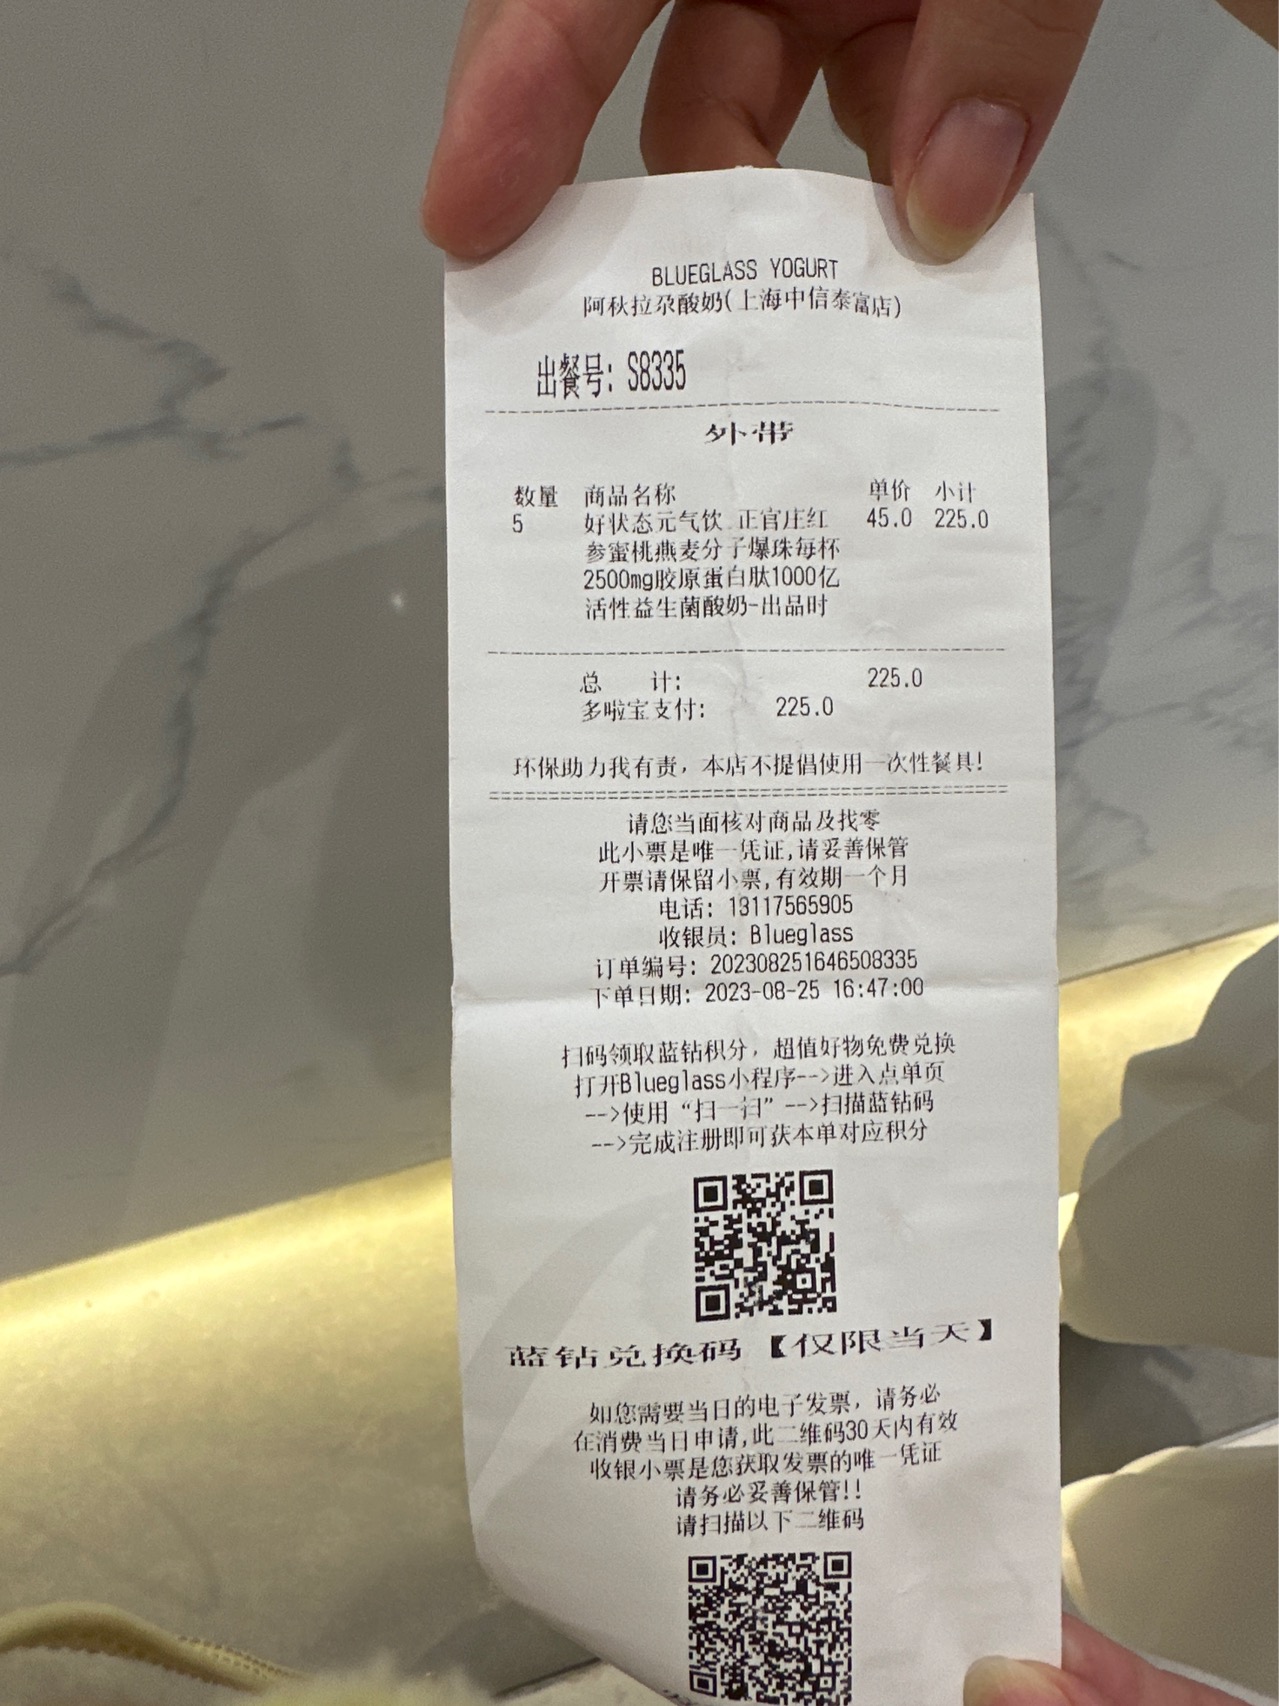 BLUEGLASS YOGURT
阿秋拉尕酸奶(上海中信泰富店)
出餐号: S8335
外带
数量 商品名称 单价 小计
5 好状态元气饮 正官庄红 45.0 225.0
参蜜桃燕麦分子爆珠每杯
2500mg胶原蛋白肽1000亿
活性益生菌酸奶-出品时
总 计: 225.0
多啦宝支付: 225.0
环保助力我有责，本店不提倡使用一次性餐具!
请您当面核对商品及找零
此小票是唯一凭证,请妥善保管
开票请保留小票,有效期一个月
电话: 13117565905
收银员: Blueglass
订单编号: 202308251646508335
下单日期: 2023-08-25 16:47:00
扫码领取蓝钻积分，超值好物免费兑换
打开Blueglass小程序-->进入点单页
-->使用“扫一扫”-->扫描蓝钻码
-->完成注册即可获本单对应积分
蓝钻兑换码【仅限当天】
如您需要当日的电子发票，请务必
在消费当日申请,此二维码30天内有效
收银小票是您获取发票的唯一凭证
请务必妥善保管!!
请扫描以下二维码